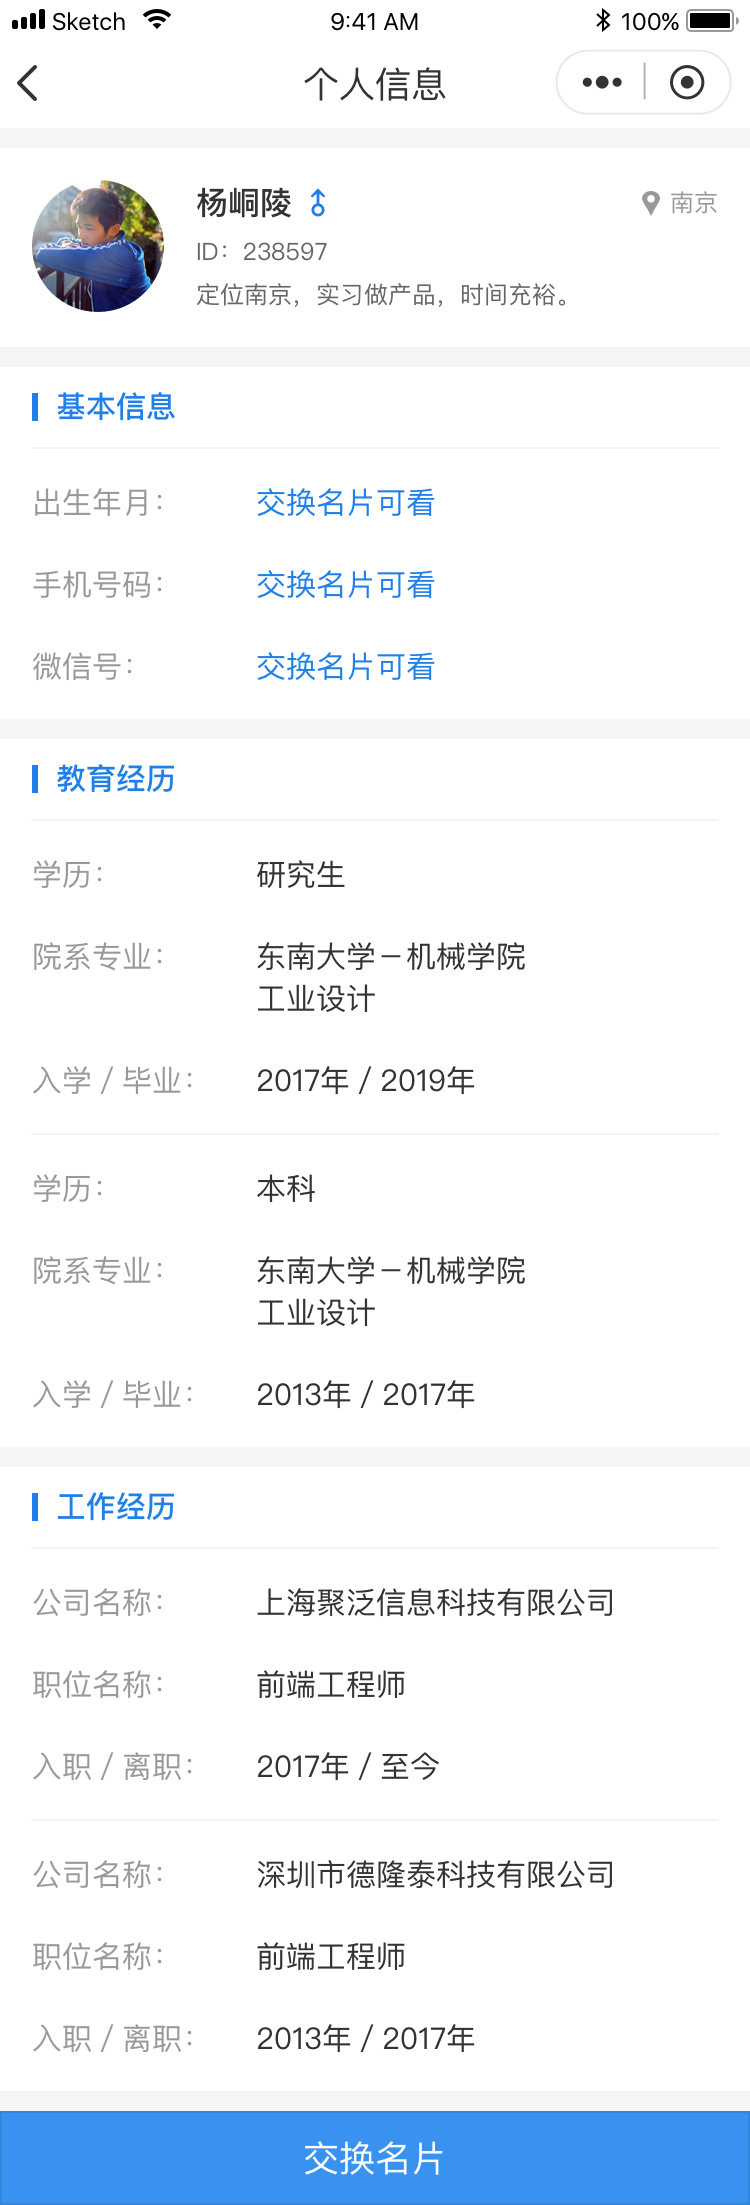 Sketch 9:41 AM 100%
个人信息
杨峒陵 南京
ID：238597
定位南京，实习做产品，时间充裕。
基本信息
出生年月： 交换名片可看
手机号码： 交换名片可看
微信号： 交换名片可看
教育经历
学历： 研究生
院系专业： 东南大学－机械学院
工业设计
入学 / 毕业： 2017年 / 2019年
学历： 本科
院系专业： 东南大学－机械学院
工业设计
入学 / 毕业： 2013年 / 2017年
工作经历
公司名称： 上海聚泛信息科技有限公司
职位名称： 前端工程师
入职 / 离职： 2017年 / 至今
公司名称： 深圳市德隆泰科技有限公司
职位名称： 前端工程师
入职 / 离职： 2013年 / 2017年
交换名片